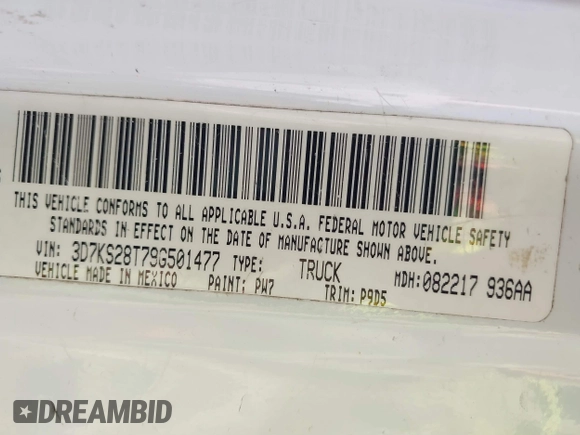 THIS VEHICLE CONFORMS TO ALL APPLICABLE U.S.A. FEDERAL MOTOR VEHICLE SAFETY
STANDARDS IN EFFECT ON THE DATE OF MANUFACTURE SHOWN ABOVE.
VIN: 3D7KS28T79G501477 TYPE: TRUCK MDH: 082217 936AA
VEHICLE MADE IN MEXICO PAINT: PW7 TRIM: P9D5
DREAMBID